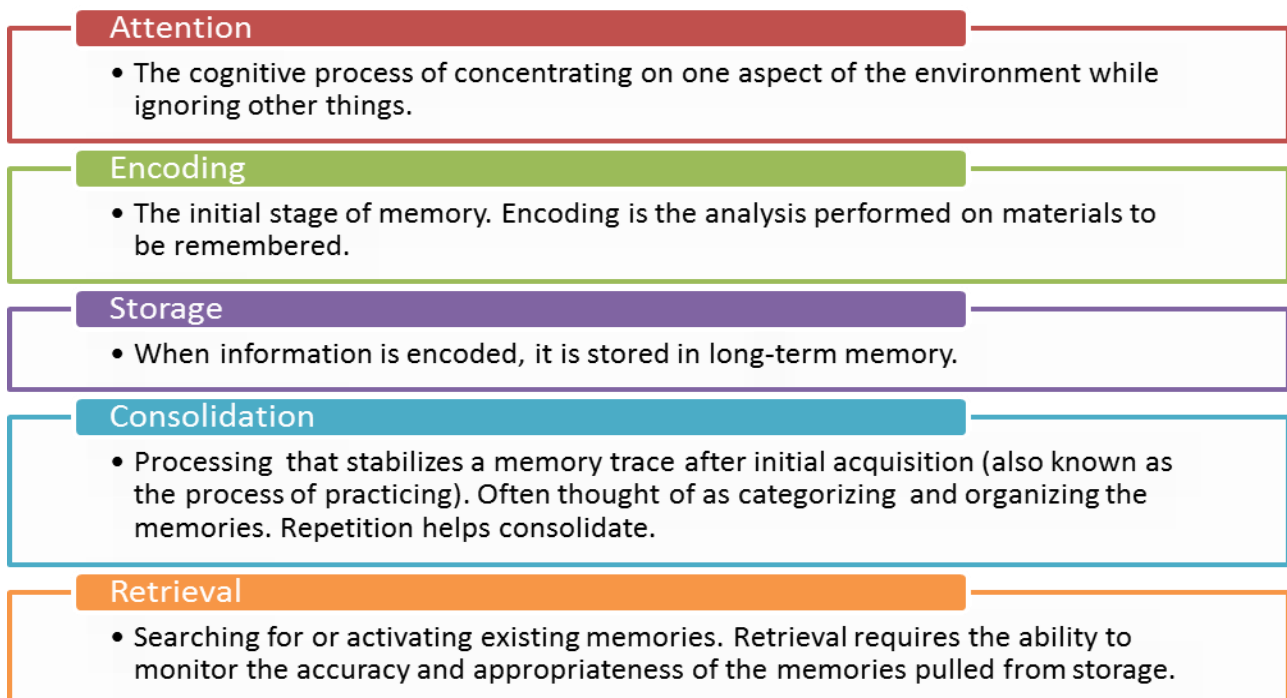 Attention
• The cognitive process of concentrating on one aspect of the environment while
ignoring other things.
Encoding
• The initial stage of memory. Encoding is the analysis performed on materials to
be remembered.
Storage
• When information is encoded, it is stored in long-term memory.
Consolidation
• Processing that stabilizes a memory trace after initial acquisition (also known as
the process of practicing). Often thought of as categorizing and organizing the
memories. Repetition helps consolidate.
Retrieval
• Searching for or activating existing memories. Retrieval requires the ability to
monitor the accuracy and appropriateness of the memories pulled from storage.